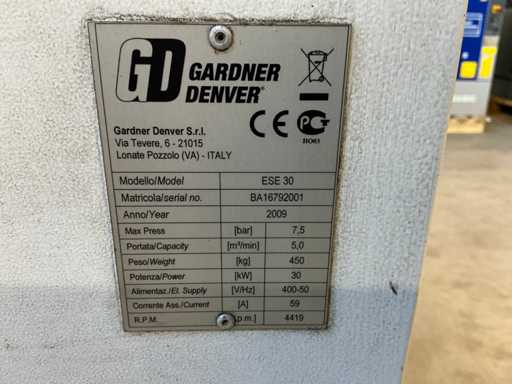 GD GARDNER
DENVER®
Gardner Denver S.r.l.
Via Tevere, 6 - 21015
Lonate Pozzolo (VA) - ITALY
CE PG
Modello/Model ESE 30
Matricola/serial no. BA16792001
Anno/Year 2009
Max Press [bar] 7,5
Portata/Capacity [m³/min] 5,0
Peso/Weight [kg] 450
Potenza/Power [kW] 30
Alimentaz./El. Supply [V/Hz] 400-50
Corrente Ass./Current [A] 59
R.P.M. .p.m.] 4419